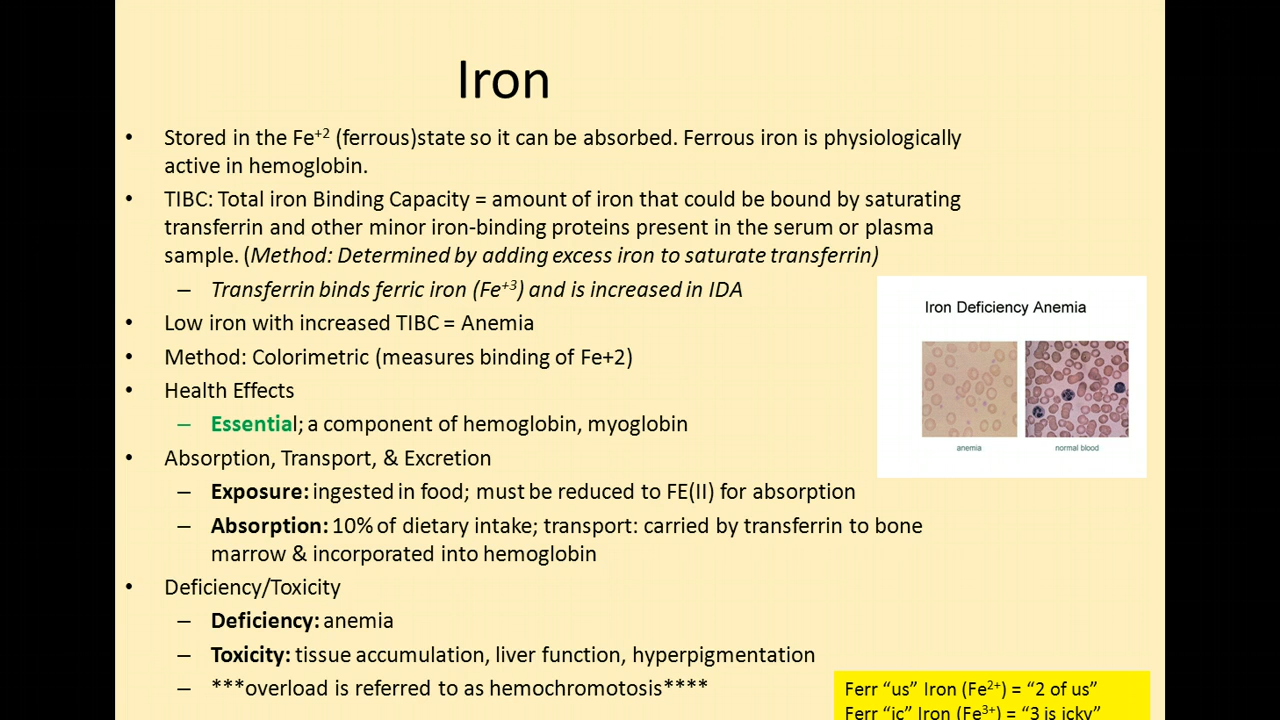 Iron
• Stored in the Fe⁺² (ferrous)state so it can be absorbed. Ferrous iron is physiologically
active in hemoglobin.
• TIBC: Total iron Binding Capacity = amount of iron that could be bound by saturating
transferrin and other minor iron-binding proteins present in the serum or plasma
sample. (Method: Determined by adding excess iron to saturate transferrin)
– Transferrin binds ferric iron (Fe⁺³) and is increased in IDA
• Low iron with increased TIBC = Anemia
• Method: Colorimetric (measures binding of Fe+2)
• Health Effects
– Essential; a component of hemoglobin, myoglobin
• Absorption, Transport, & Excretion
– Exposure: ingested in food; must be reduced to FE(II) for absorption
– Absorption: 10% of dietary intake; transport: carried by transferrin to bone
marrow & incorporated into hemoglobin
• Deficiency/Toxicity
– Deficiency: anemia
– Toxicity: tissue accumulation, liver function, hyperpigmentation
– ***overload is referred to as hemochromotosis****
Iron Deficiency Anemia
anemia
normal blood
Ferr “us” Iron (Fe²⁺) = “2 of us”
Ferr “ic” Iron (Fe³⁺) = “3 is icky”